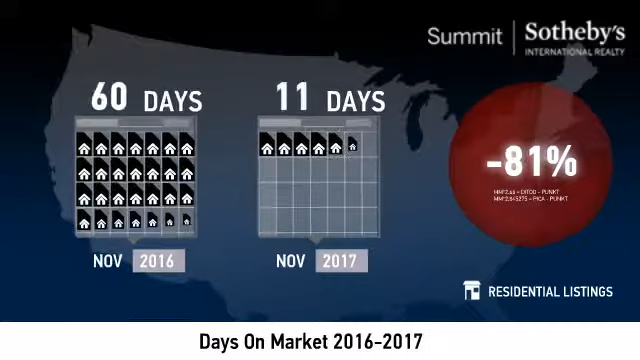 Summit | Sotheby's
INTERNATIONAL REALTY
60 DAYS
11 DAYS
-81%
NOV 2016
NOV 2017
RESIDENTIAL LISTINGS
Days On Market 2016-2017